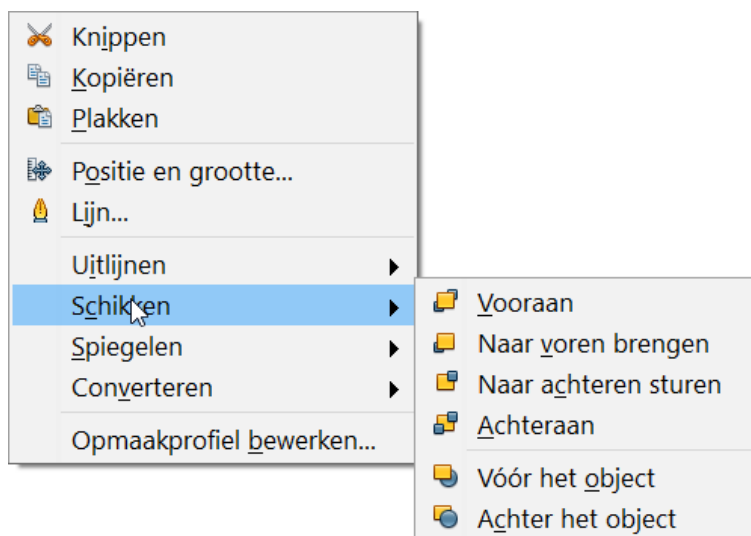 Knippen
Kopiëren
Plakken
Positie en grootte...
Lijn...
Uitlijnen
Schikken
Spiegelen
Converteren
Opmaakprofiel bewerken...
Vooraan
Naar voren brengen
Naar achteren sturen
Achteraan
Vóór het object
Achter het object